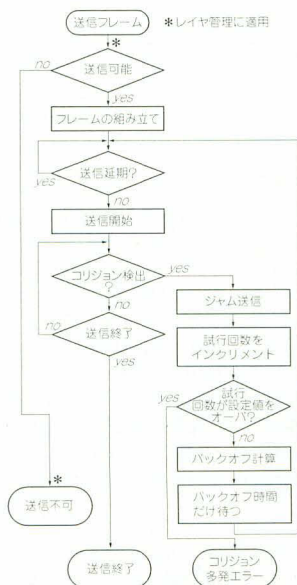 送信フレーム
*レイヤ管理に適用
*
no
送信可能
yes
フレームの組み立て
送信延期?
yes
no
送信開始
コリジョン検出
?
yes
no
ジャム送信
no
送信終了
yes
試行回数を
インクリメント
yes
試行
回数が設定値を
オーバ?
no
バックオフ計算
*
送信不可
バックオフ時間
だけ待つ
送信終了
コリジョン
多発エラー